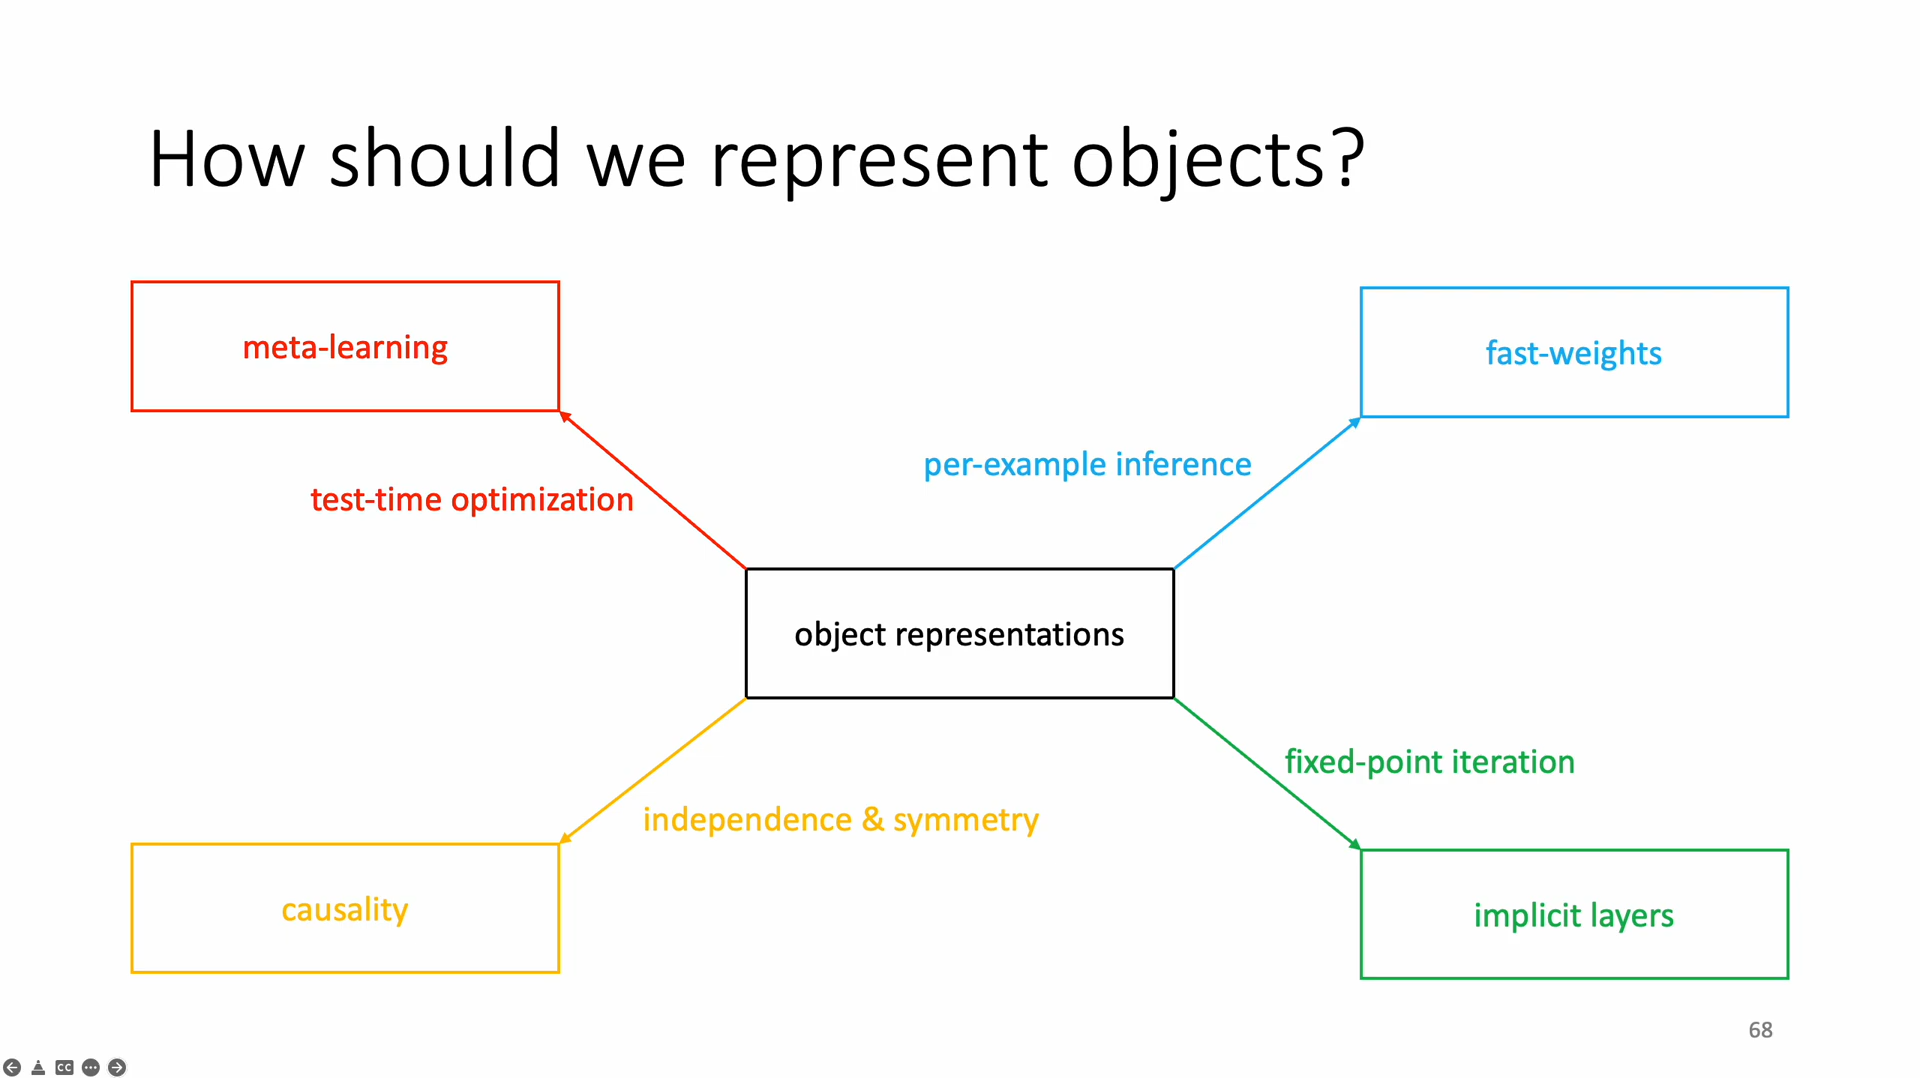 How should we represent objects?
meta-learning
fast-weights
per-example inference
test-time optimization
object representations
fixed-point iteration
independence & symmetry
causality
implicit layers
68
CC